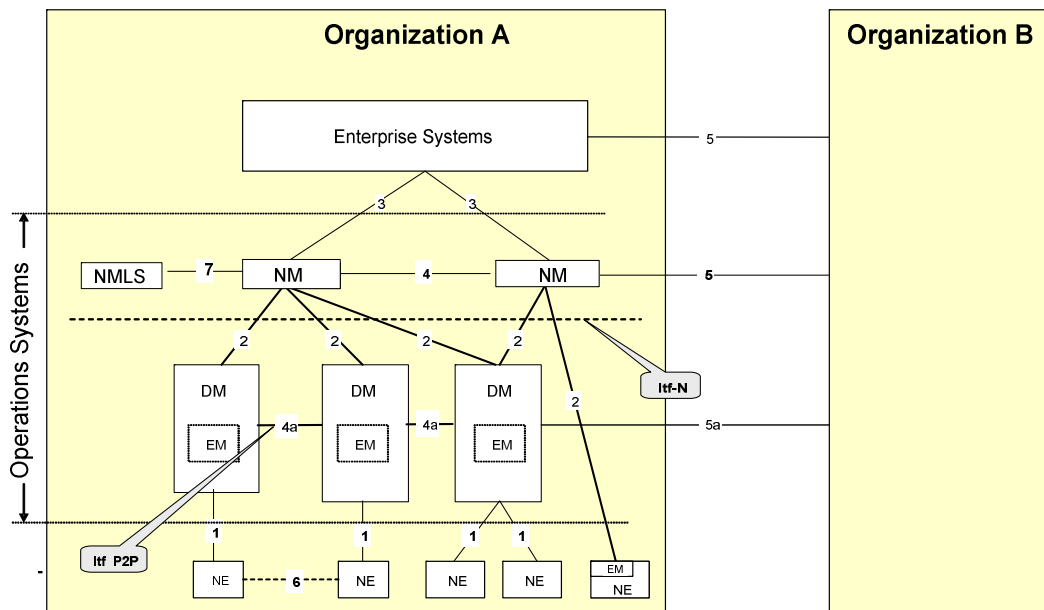 Organization A
Organization B
Enterprise Systems
5
3 3
NMLS 7 NM 4 NM 5
Operations Systems
2 2 2 2
Itf-N
DM DM DM
2
4a 4a 5a
EM EM EM
1 1 1 1
Itf P2P
EM
NE 6 NE NE NE NE
-